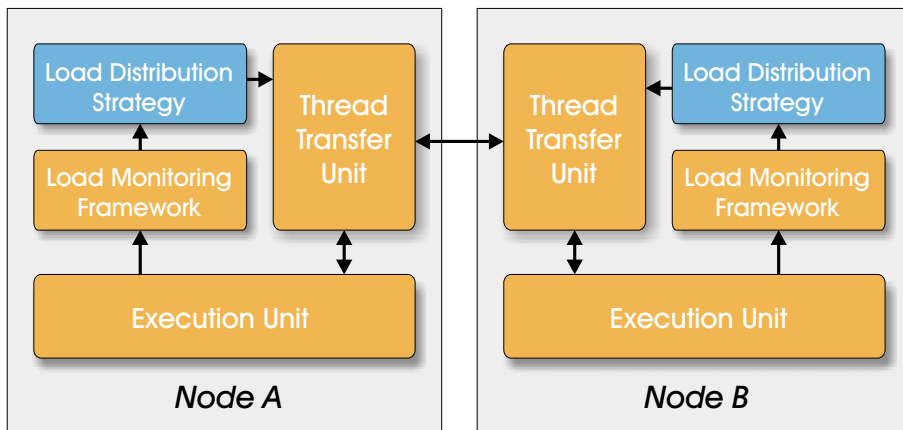 Load Distribution
Strategy
Thread
Transfer
Unit
Load Monitoring
Framework
Execution Unit
Node A
Thread
Transfer
Unit
Load Distribution
Strategy
Load Monitoring
Framework
Execution Unit
Node B